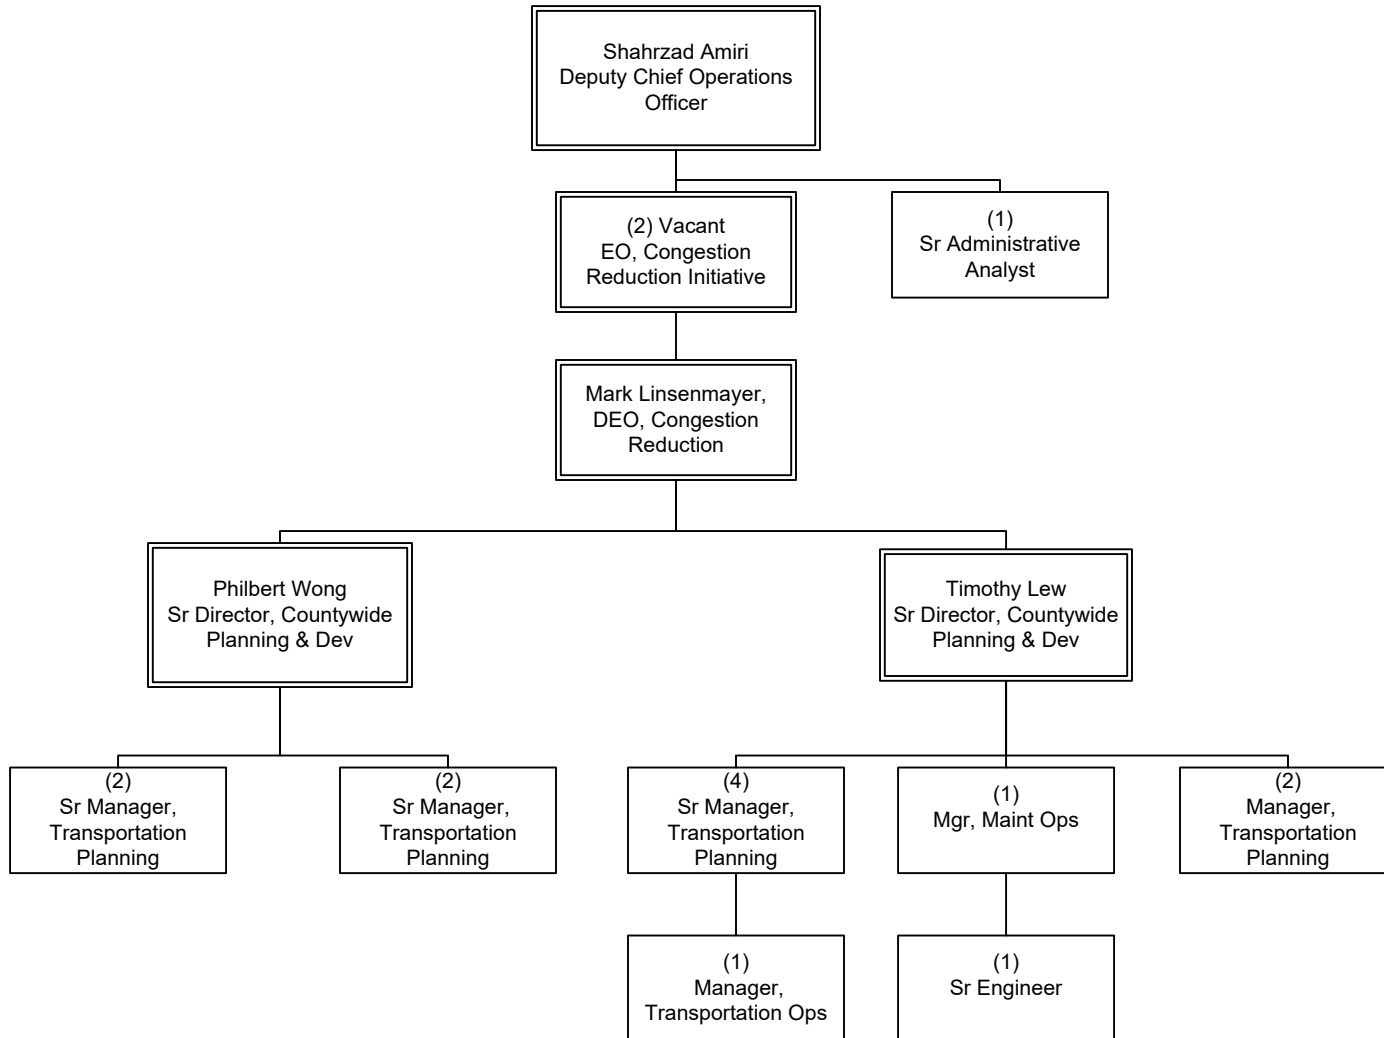 Shahrzad Amiri
Deputy Chief Operations
Officer
(2) Vacant
EO, Congestion
Reduction Initiative
(1)
Sr Administrative
Analyst
Mark Linsenmayer,
DEO, Congestion
Reduction
Philbert Wong
Sr Director, Countywide
Planning & Dev
Timothy Lew
Sr Director, Countywide
Planning & Dev
(2)
Sr Manager,
Transportation
Planning
(2)
Sr Manager,
Transportation
Planning
(4)
Sr Manager,
Transportation
Planning
(1)
Mgr, Maint Ops
(2)
Manager,
Transportation
Planning
(1)
Manager,
Transportation Ops
(1)
Sr Engineer